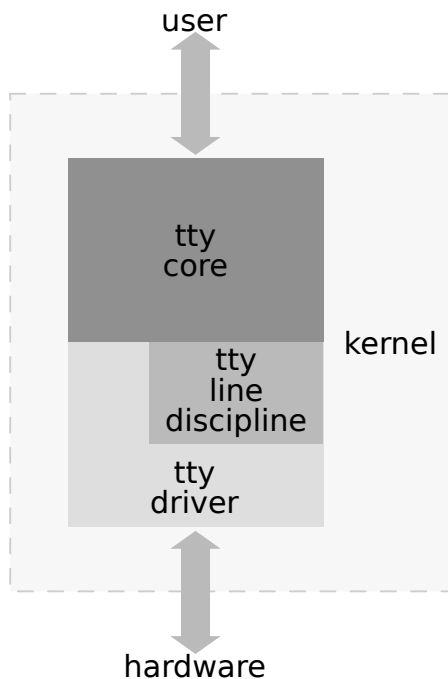 user
tty
core
kernel
tty
line
discipline
tty
driver
hardware